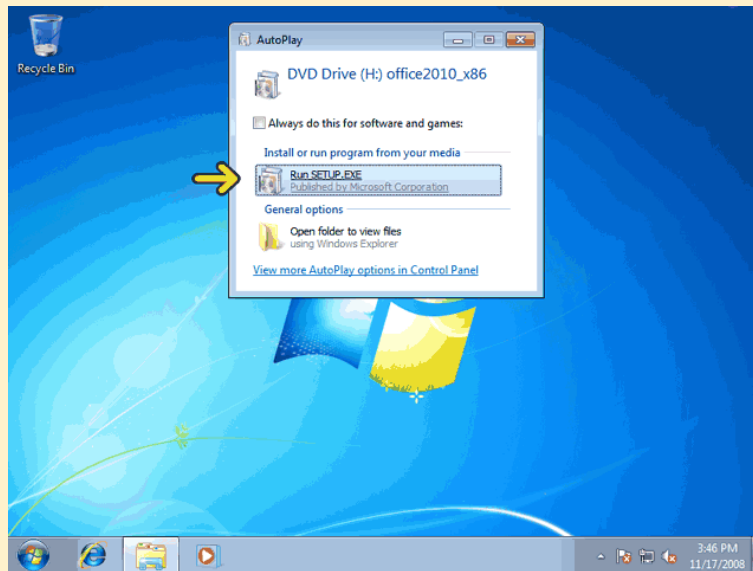 Recycle Bin
AutoPlay
DVD Drive (H:) office2010_x86
Always do this for software and games:
Install or run program from your media
Run SETUP.EXE
Published by Microsoft Corporation
General options
Open folder to view files
using Windows Explorer
View more AutoPlay options in Control Panel
3:46 PM
11/17/2008